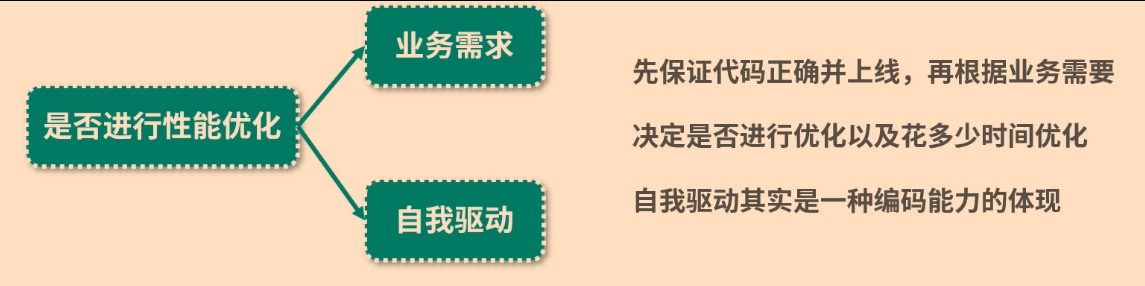 是否进行性能优化
业务需求
自我驱动
先保证代码正确并上线，再根据业务需要
决定是否进行优化以及花多少时间优化
自我驱动其实是一种编码能力的体现